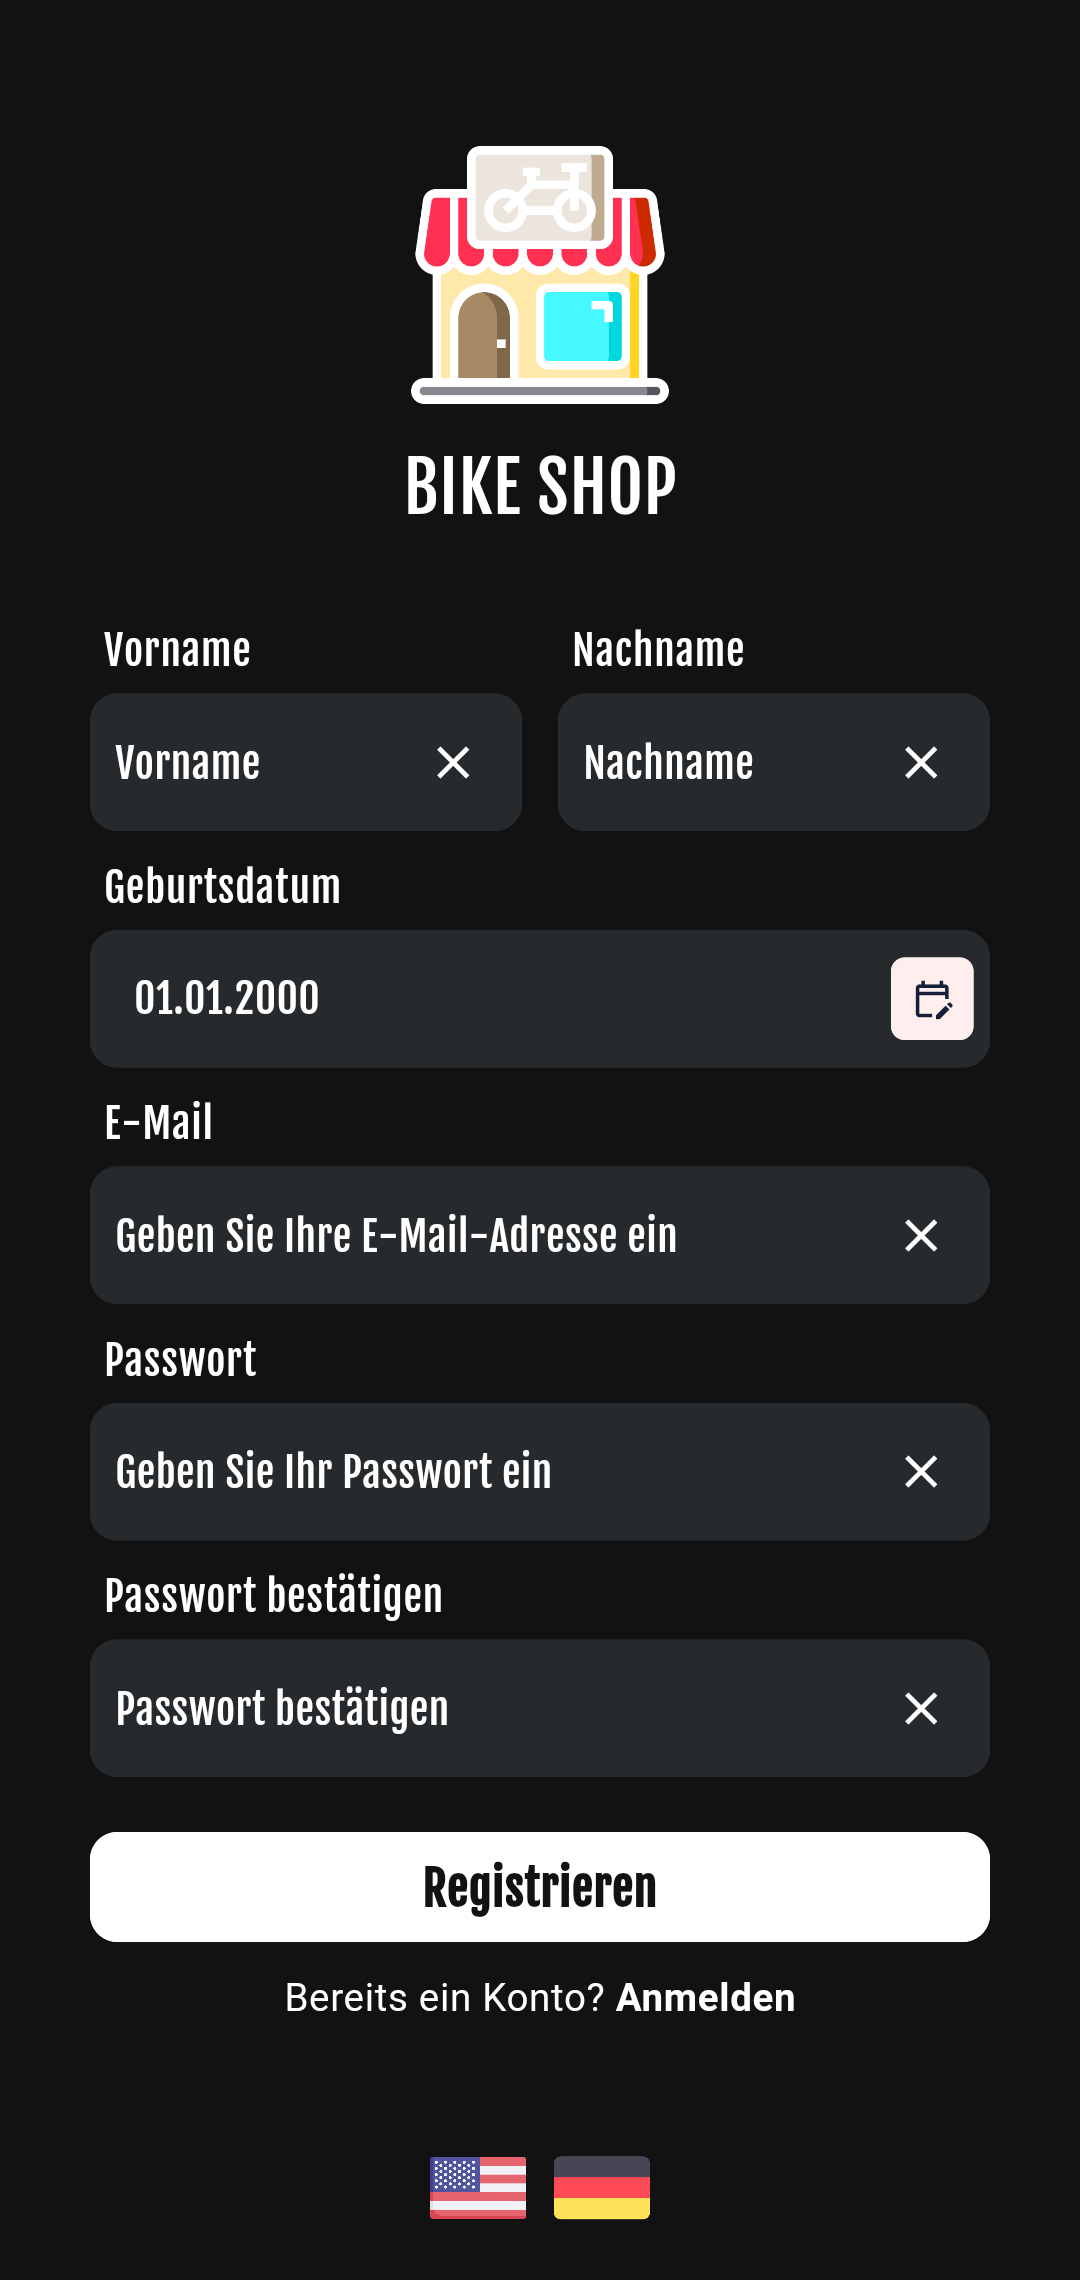 BIKE SHOP
Vorname
Nachname
Vorname
Nachname
Geburtsdatum
01.01.2000
E-Mail
Geben Sie Ihre E-Mail-Adresse ein
Passwort
Geben Sie Ihr Passwort ein
Passwort bestätigen
Passwort bestätigen
Registrieren
Bereits ein Konto? Anmelden